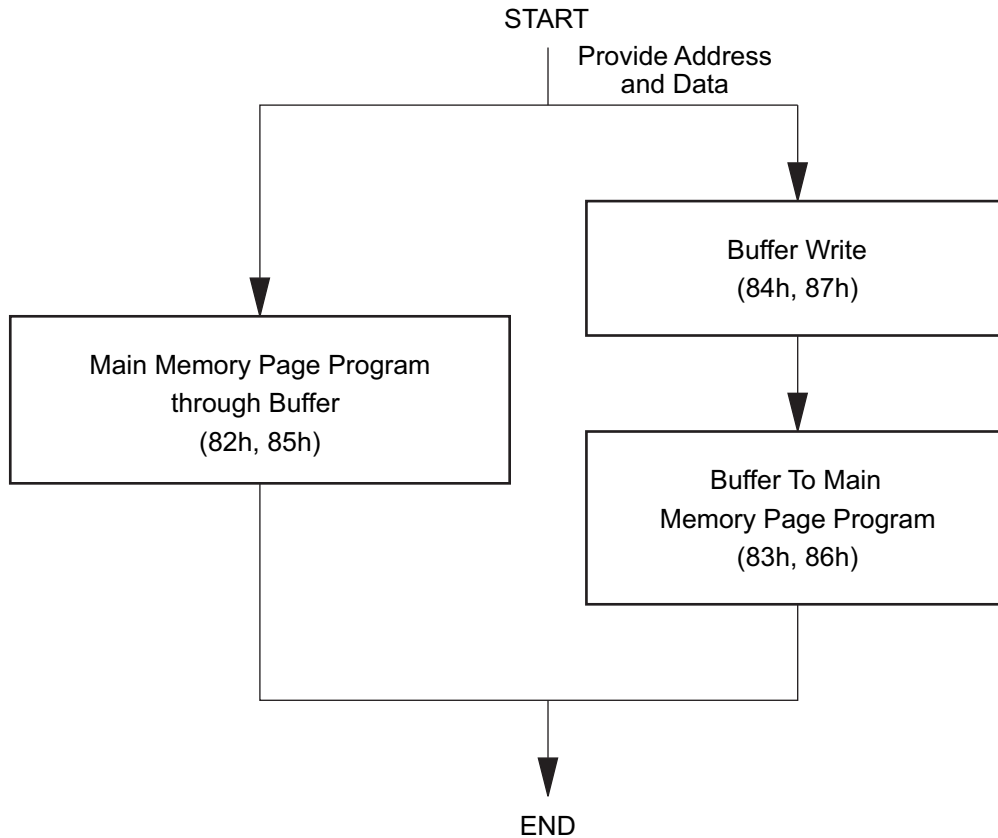 START
Provide Address
and Data
Buffer Write
(84h, 87h)
Main Memory Page Program
through Buffer
(82h, 85h)
Buffer To Main
Memory Page Program
(83h, 86h)
END